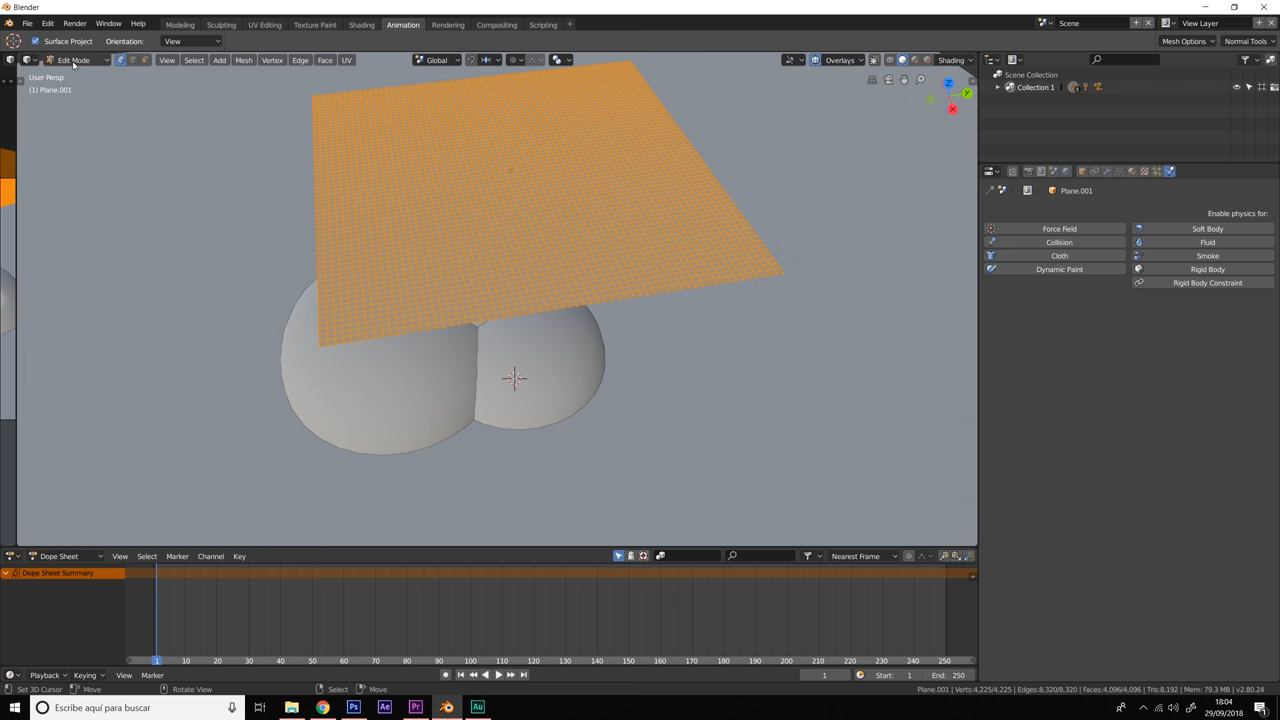 Blender
File Edit Render Window Help Modeling Sculpting UV Editing Texture Paint Shading Animation Rendering Compositing Scripting Scene View Layer
Surface Project Orientation: View Mesh Options Normal Tools
Edit Mode View Select Add Mesh Vertex Edge Face UV Global Overlays Shading
User Persp
(1) Plane.001
Scene Collection
Collection 1
Plane.001
Enable physics for:
Force Field Soft Body
Collision Fluid
Cloth Smoke
Dynamic Paint Rigid Body
Rigid Body Constraint
Z
Y
X
Dope Sheet View Select Marker Channel Key Nearest Frame
Dope Sheet Summary
1 10 20 30 40 50 60 70 80 90 100 110 120 130 140 150 160 170 180 190 200 210 220 230 240 250
Playback Keying View Marker 1 Start: 1 End: 250
Set 3D Cursor Move Rotate View Select Move Plane.001 | Verts:4,225/4,225 | Edges:8,320/8,320 | Faces:4,096/4,096 | Tris:8,192 | Mem: 79.3 MB | v2.80.24
Escribe aquí para buscar Ps Ae Pr Au 18:04
29/09/2018